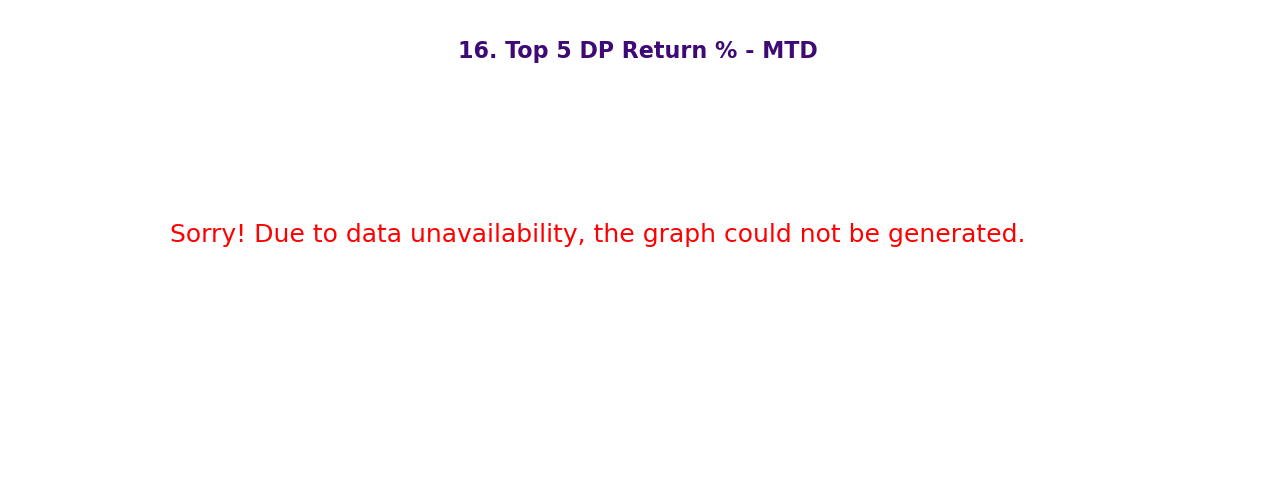 16. Top 5 DP Return % - MTD
Sorry! Due to data unavailability, the graph could not be generated.